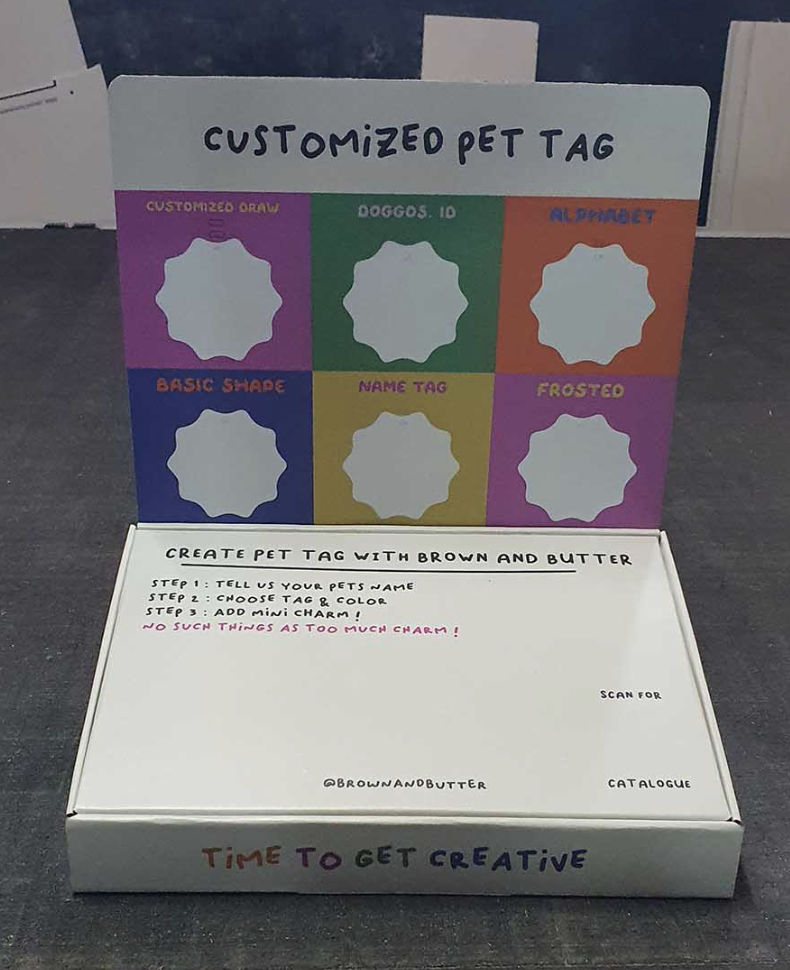 CUSTOMiZED PET TAG
CUSTOMIZED DRAW
DOGGOS. ID
ALPHABET
BASIC SHAPE
NAME TAG
FROSTED
CREATE PET TAG WITH BROWN AND BUTTER
STEP 1 : TELL US YOUR PETS NAME
STEP 2 : CHOOSE TAG & COLOR
STEP 3 : ADD MiNi CHARM !
NO SUCH THiNGS AS TOO MUCH CHARM !
SCAN FOR
@BROWNANDBUTTER
CATALOGUE
TiME TO GET CREATiVE